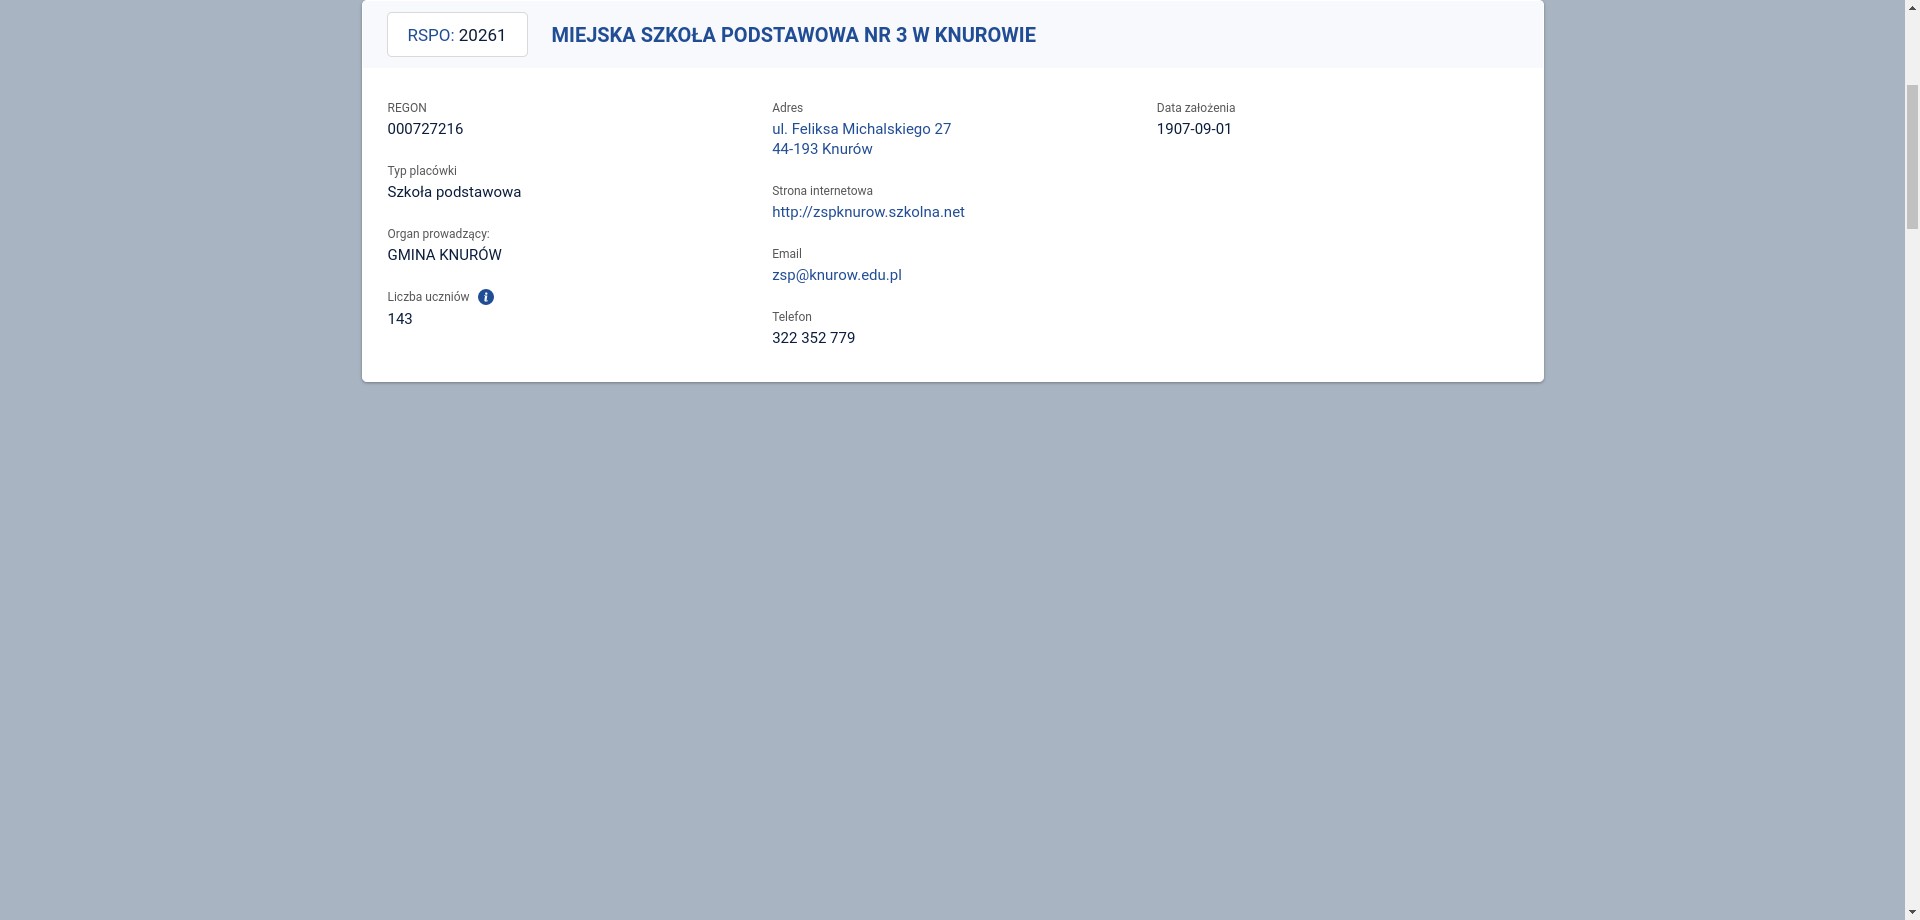 RSPO: 20261
MIEJSKA SZKOŁA PODSTAWOWA NR 3 W KNUROWIE
REGON
000727216
Typ placówki
Szkoła podstawowa
Organ prowadzący:
GMINA KNURÓW
Liczba uczniów
143
Adres
ul. Feliksa Michalskiego 27
44-193 Knurów
Strona internetowa
http://zspknurow.szkolna.net
Email
zsp@knurow.edu.pl
Telefon
322 352 779
Data założenia
1907-09-01